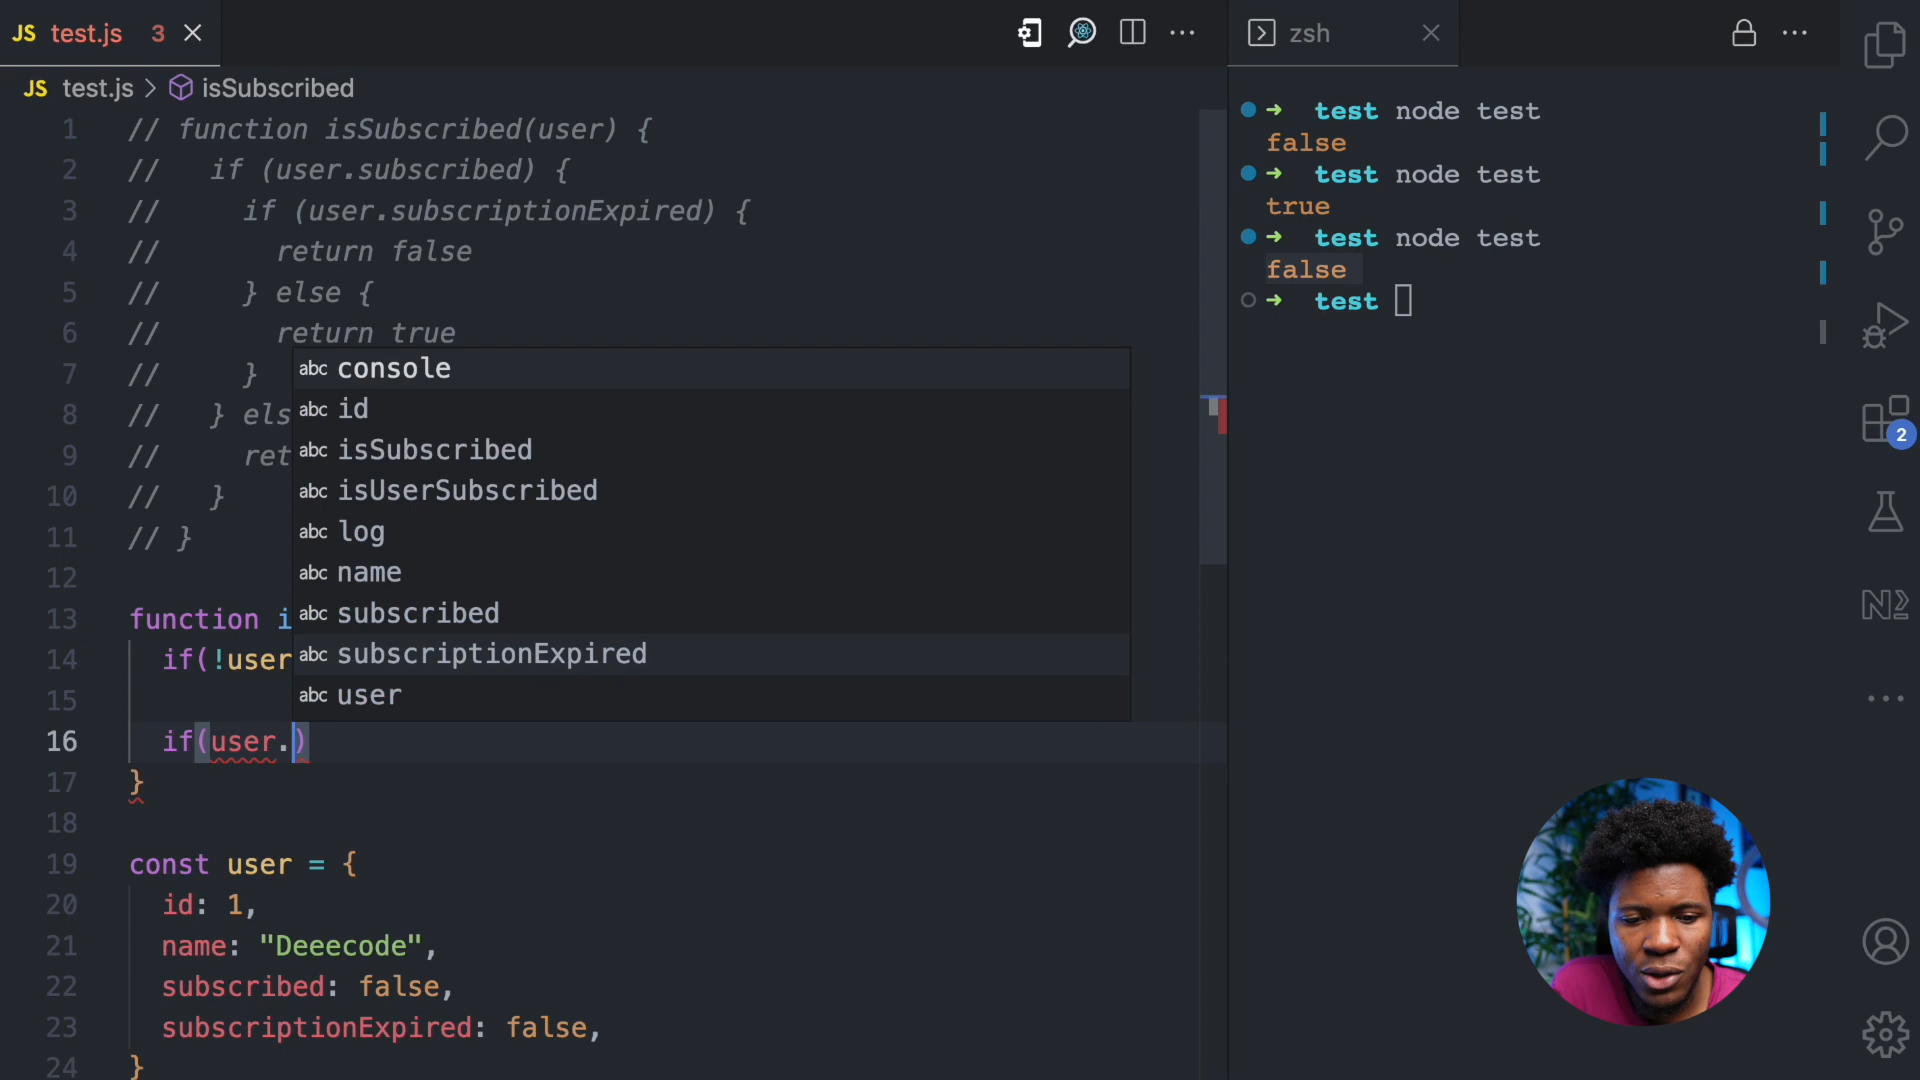 JS test.js 3
zsh
JS test.js > isSubscribed
1 // function isSubscribed(user) {
2 //   if (user.subscribed) {
3 //     if (user.subscriptionExpired) {
4 //       return false
5 //     } else {
6 //       return true
7 //     }
8 //   } els
9 //     ret
10 //   }
11 // }
12
13 function i
14   if(!user
15
16   if(user.)
17 }
18
19 const user = {
20   id: 1,
21   name: "Deeecode",
22   subscribed: false,
23   subscriptionExpired: false,
24 }
abc console
abc id
abc isSubscribed
abc isUserSubscribed
abc log
abc name
abc subscribed
abc subscriptionExpired
abc user
➜ test node test
false
➜ test node test
true
➜ test node test
false
➜ test
2